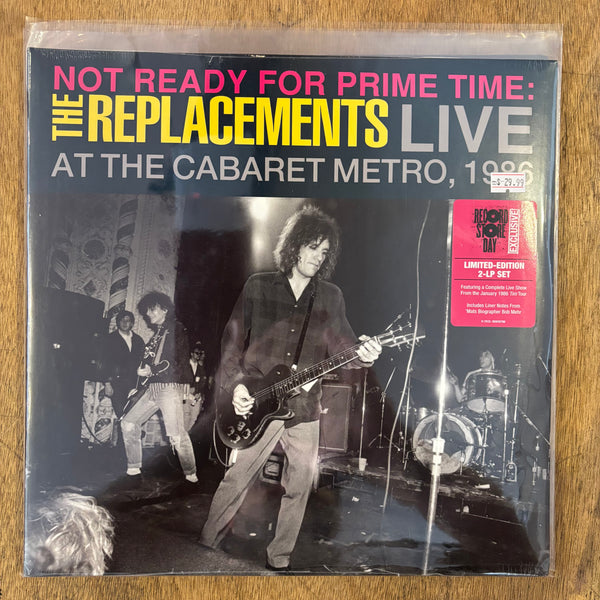 NOT READY FOR PRIME TIME:
THE REPLACEMENTS LIVE
AT THE CABARET METRO, 1986
$ 29.99
RECORD
STORE
DAY
EXCLUSIVE
LIMITED-EDITION
2-LP SET
Featuring a Complete Live Show
From the January 1986 Tim Tour
Includes Liner Notes From
'Mats Biographer Bob Mehr